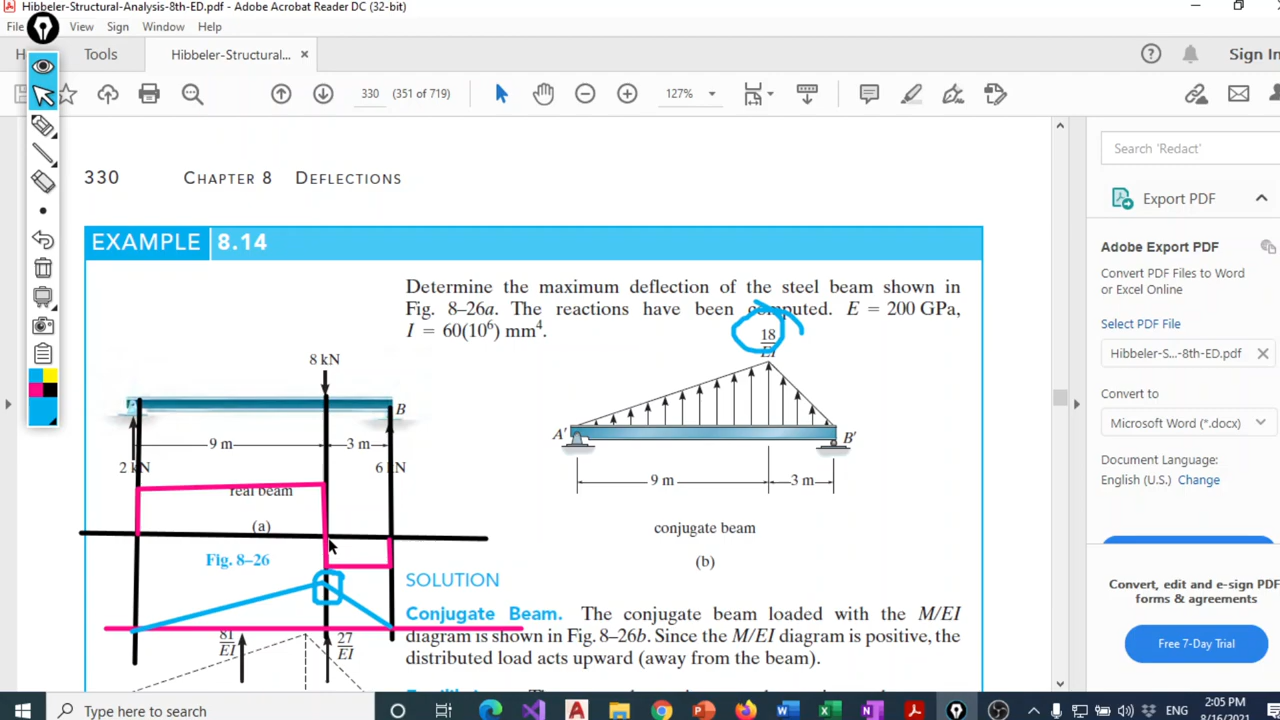 Hibbeler-Structural-Analysis-8th-ED.pdf - Adobe Acrobat Reader DC (32-bit)
File View Sign Window Help
Tools Hibbeler-Structural... × Sign In
330 (351 of 719) 127%
330 CHAPTER 8 DEFLECTIONS
EXAMPLE 8.14
Determine the maximum deflection of the steel beam shown in
Fig. 8–26a. The reactions have been computed. E = 200 GPa,
I = 60(10⁶) mm⁴.
18
EI
8 kN
B
9 m
3 m
2 kN
6 kN
real beam
(a)
Fig. 8–26
A′
B′
9 m
3 m
conjugate beam
(b)
SOLUTION
Conjugate Beam. The conjugate beam loaded with the M/EI
diagram is shown in Fig. 8–26b. Since the M/EI diagram is positive, the
distributed load acts upward (away from the beam).
81
EI
27
EI
Search 'Redact'
Export PDF
Adobe Export PDF
Convert PDF Files to Word
or Excel Online
Select PDF File
Hibbeler-S...-8th-ED.pdf
Convert to
Microsoft Word (*.docx)
Language:
English (U.S.) Change
Convert, edit and e-sign PDF
forms & agreements
Free 7-Day Trial
Type here to search
ENG
2:05 PM